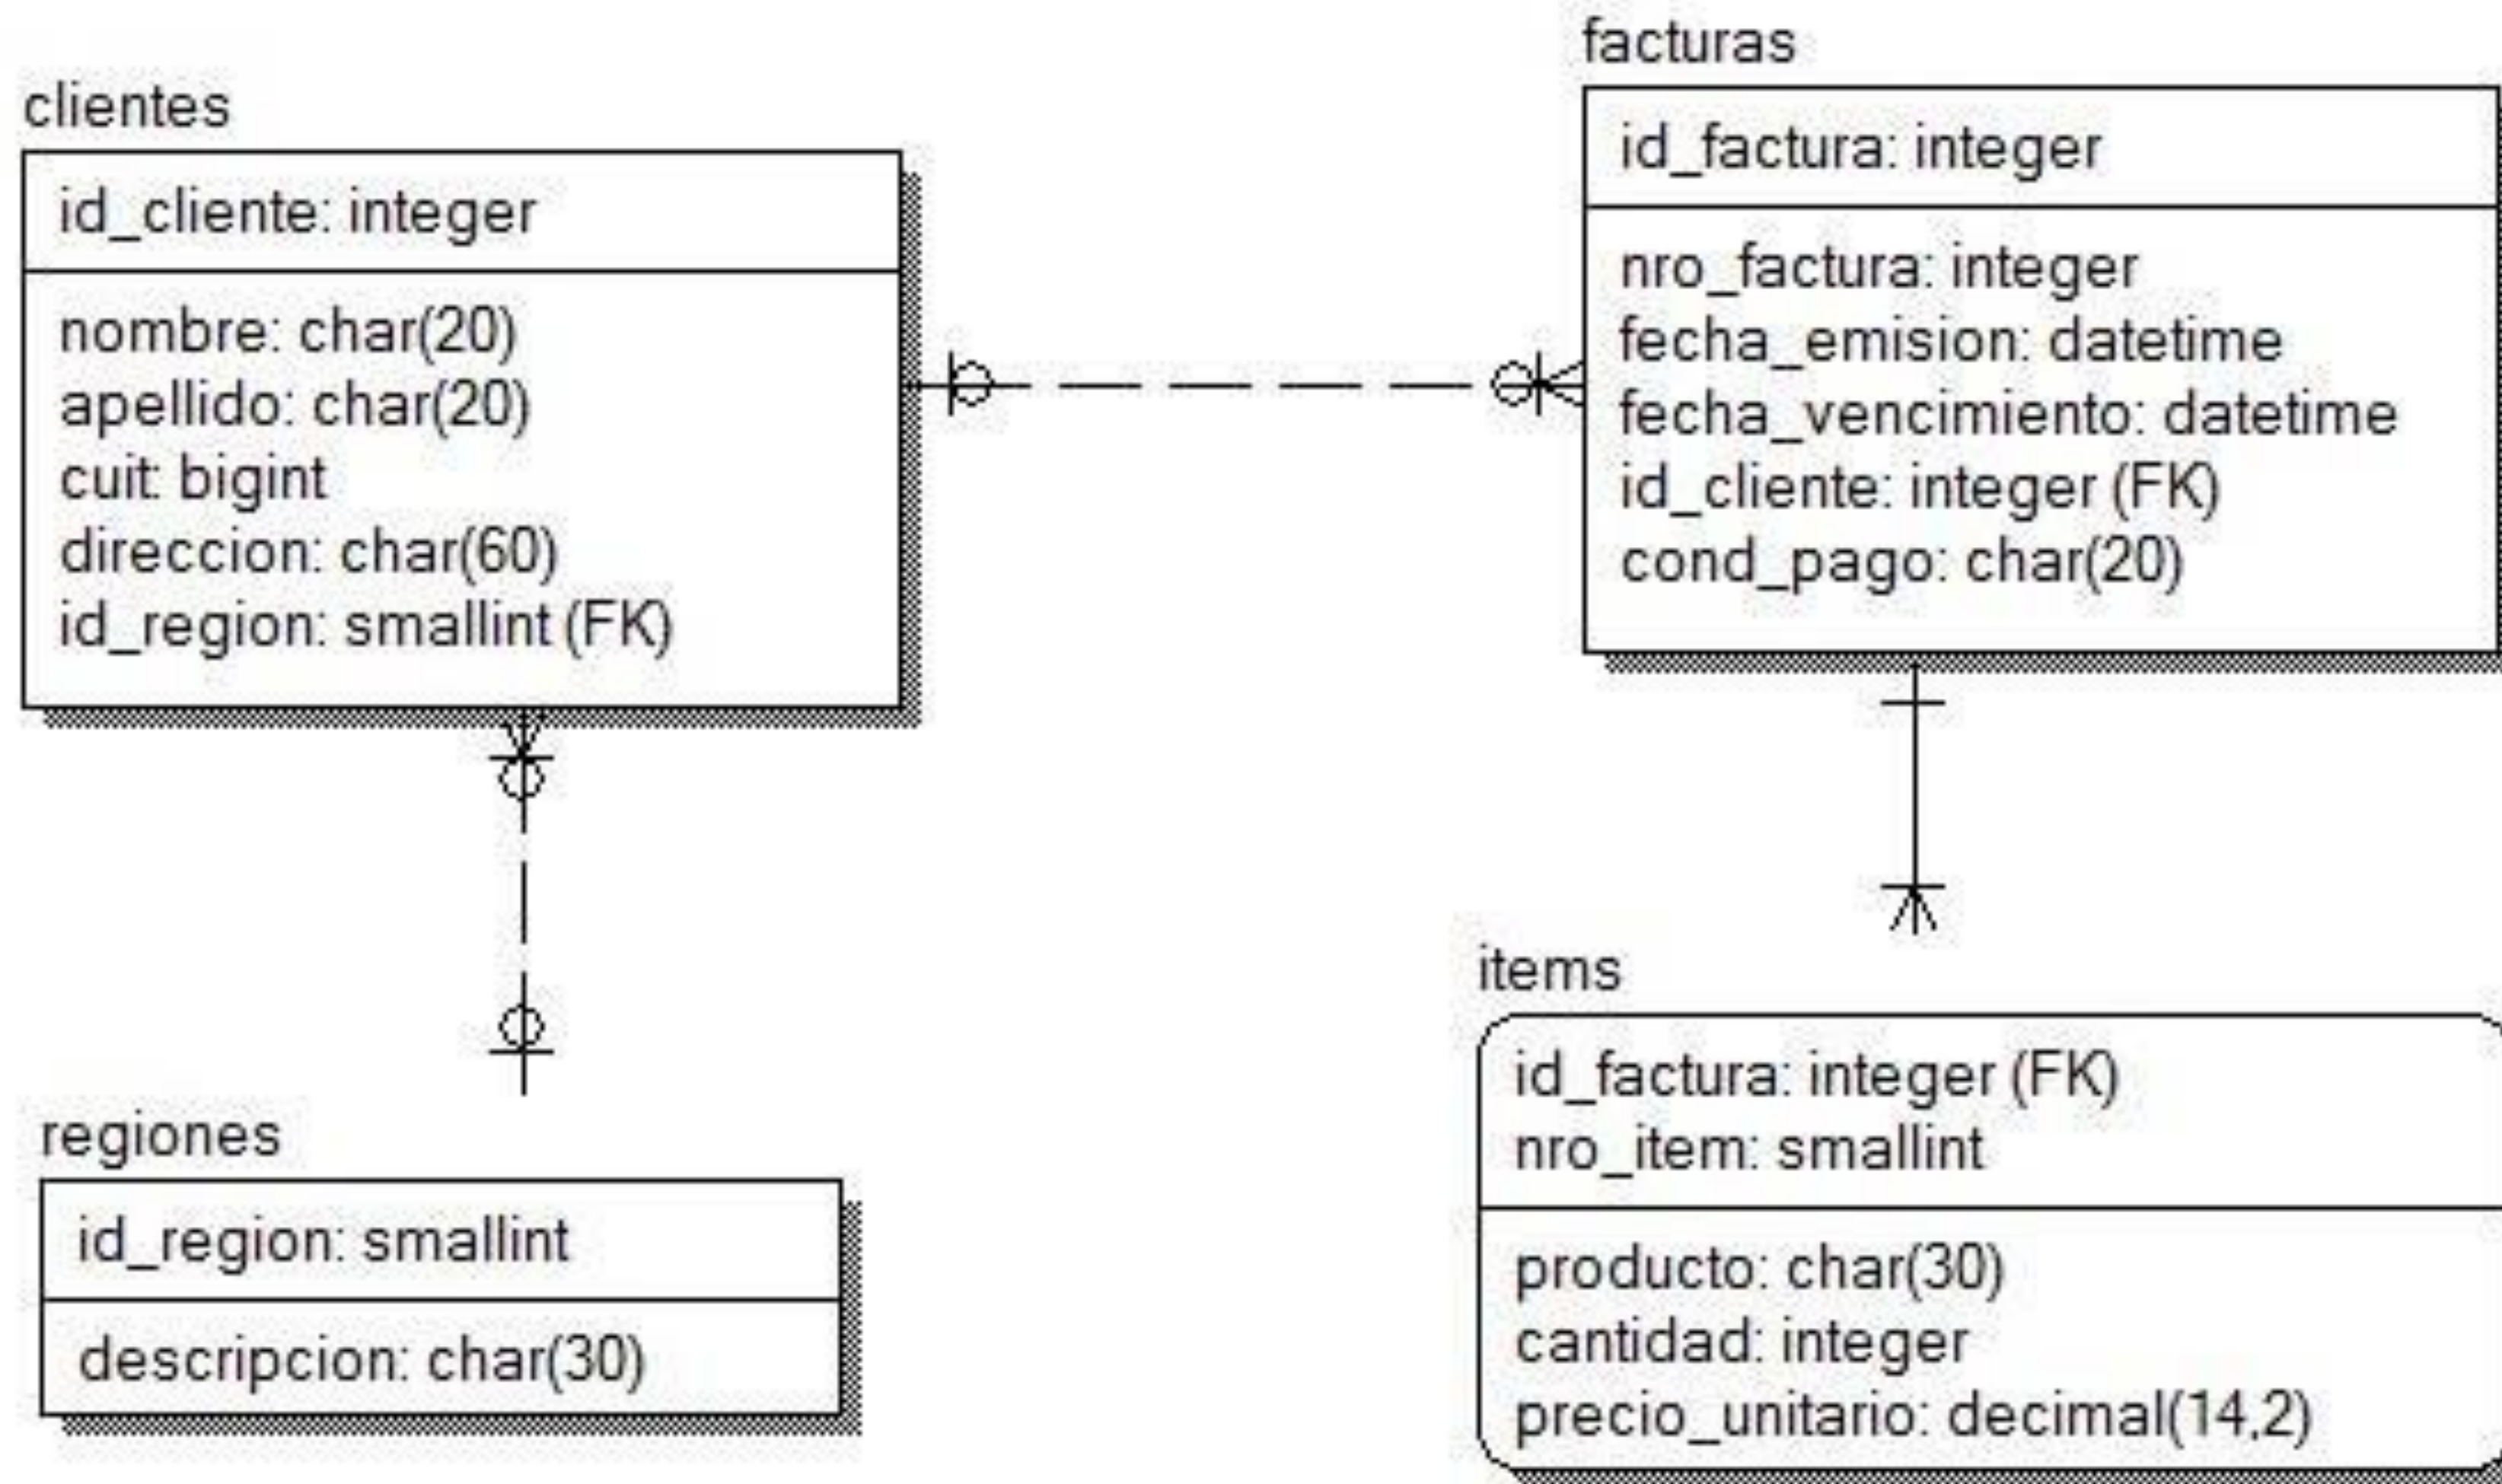 clientes
id_cliente: integer
nombre: char(20)
apellido: char(20)
cuit: bigint
direccion: char(60)
id_region: smallint (FK)
facturas
id_factura: integer
nro_factura: integer
fecha_emision: datetime
fecha_vencimiento: datetime
id_cliente: integer (FK)
cond_pago: char(20)
regiones
id_region: smallint
descripcion: char(30)
items
id_factura: integer (FK)
nro_item: smallint
producto: char(30)
cantidad: integer
precio_unitario: decimal(14,2)